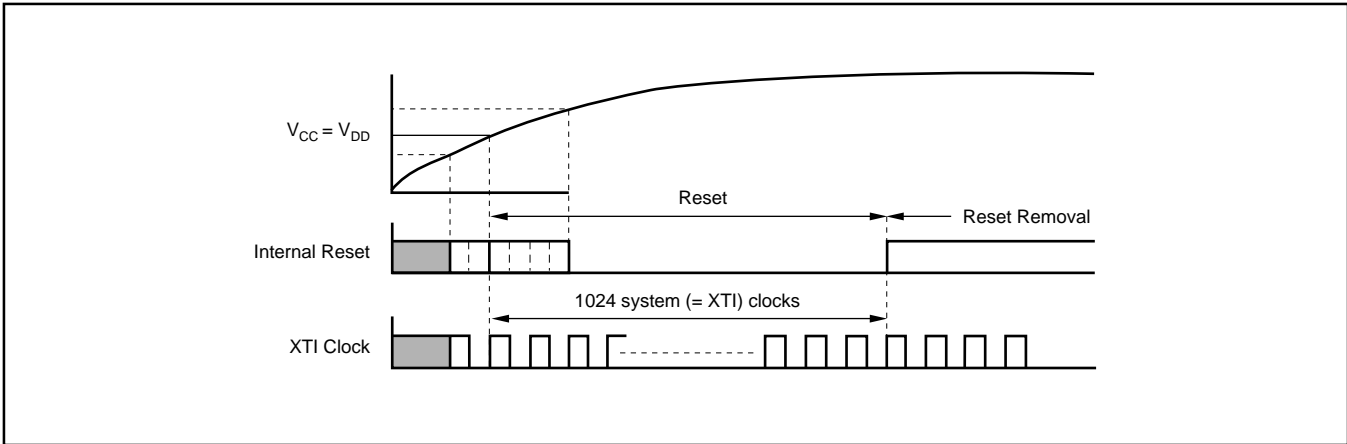 V_CC = V_DD
Reset
Reset Removal
Internal Reset
1024 system (= XTI) clocks
XTI Clock